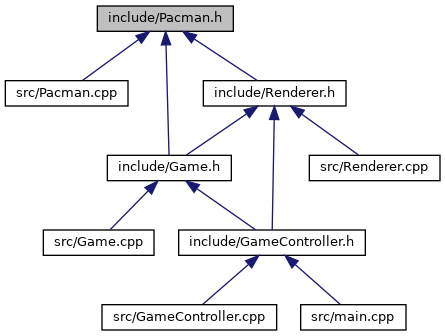 include/Pacman.h
src/Pacman.cpp
include/Renderer.h
include/Game.h
src/Renderer.cpp
src/Game.cpp
include/GameController.h
src/GameController.cpp
src/main.cpp